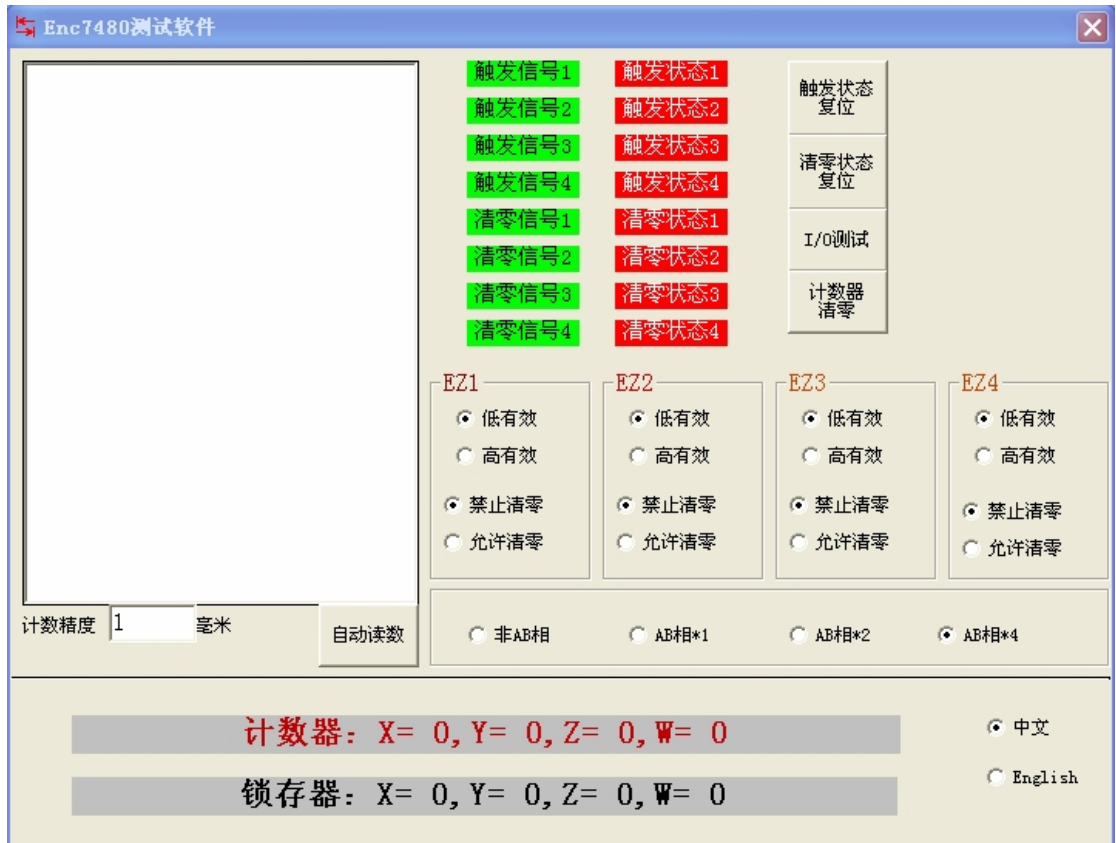 Enc7480测试软件
触发信号1 触发状态1
触发信号2 触发状态2
触发信号3 触发状态3
触发信号4 触发状态4
清零信号1 清零状态1
清零信号2 清零状态2
清零信号3 清零状态3
清零信号4 清零状态4
触发状态
复位
清零状态
复位
I/O测试
计数器
清零
EZ1 EZ2 EZ3 EZ4
低有效 低有效 低有效 低有效
高有效 高有效 高有效 高有效
禁止清零 禁止清零 禁止清零 禁止清零
允许清零 允许清零 允许清零 允许清零
计数精度 1 毫米 自动读数
非AB相 AB相*1 AB相*2 AB相*4
计数器: X= 0, Y= 0, Z= 0, W= 0
锁存器: X= 0, Y= 0, Z= 0, W= 0
中文
English